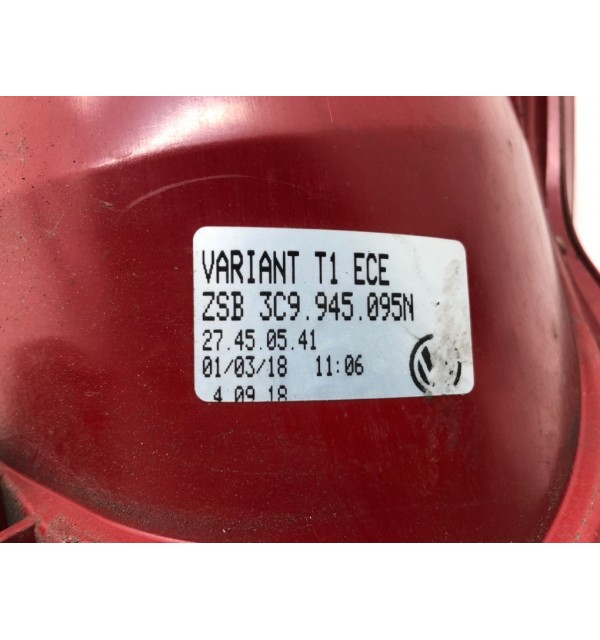 VARIANT T1 ECE
ZSB 3C9.945.095N
27.45.05.41
01/03/18 11:06
4 09 18